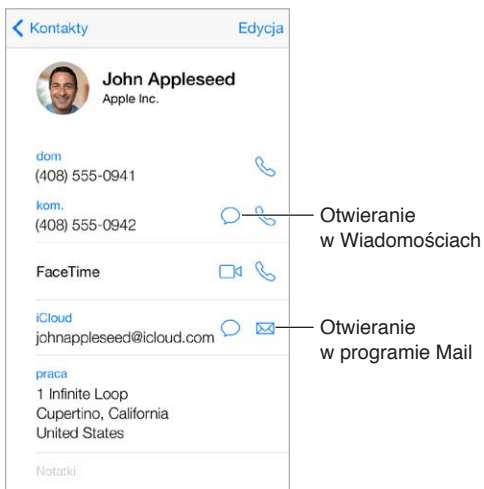 Kontakty Edycja
John Appleseed
Apple Inc.
dom
(408) 555-0941
kom.
(408) 555-0942
Otwieranie
w Wiadomościach
FaceTime
iCloud
johnappleseed@icloud.com
Otwieranie
w programie Mail
praca
1 Infinite Loop
Cupertino, California
United States
Notatki